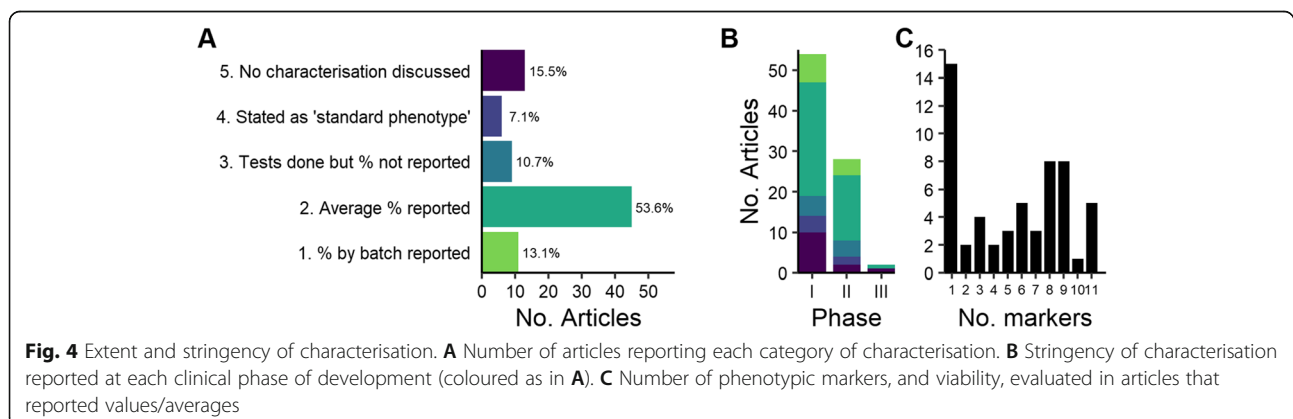 A
5. No characterisation discussed
15.5%
4. Stated as 'standard phenotype'
7.1%
3. Tests done but % not reported
10.7%
2. Average % reported
53.6%
1. % by batch reported
13.1%
0 10 20 30 40 50
No. Articles
B
No. Articles
50
40
30
20
10
0
I II III
Phase
C
16
14
12
10
8
6
4
2
0
1 2 3 4 5 6 7 8 9 10 11
No. markers
Fig. 4 Extent and stringency of characterisation. A Number of articles reporting each category of characterisation. B Stringency of characterisation
reported at each clinical phase of development (coloured as in A). C Number of phenotypic markers, and viability, evaluated in articles that
reported values/averages